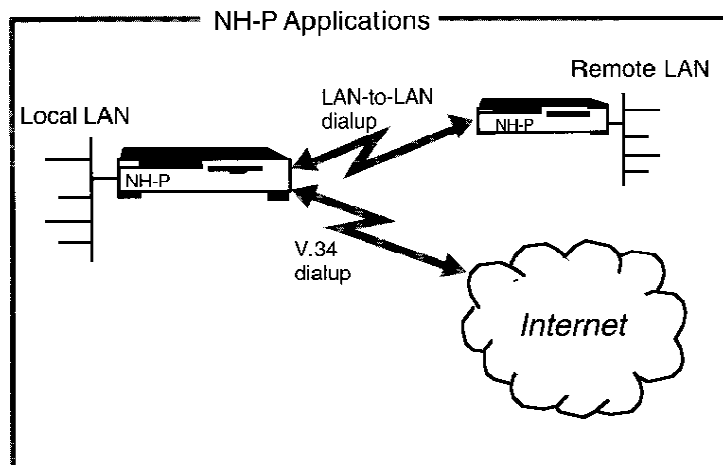 NH-P Applications
Remote LAN
LAN-to-LAN
dialup
NH-P
Local LAN
NH-P
V.34
dialup
Internet